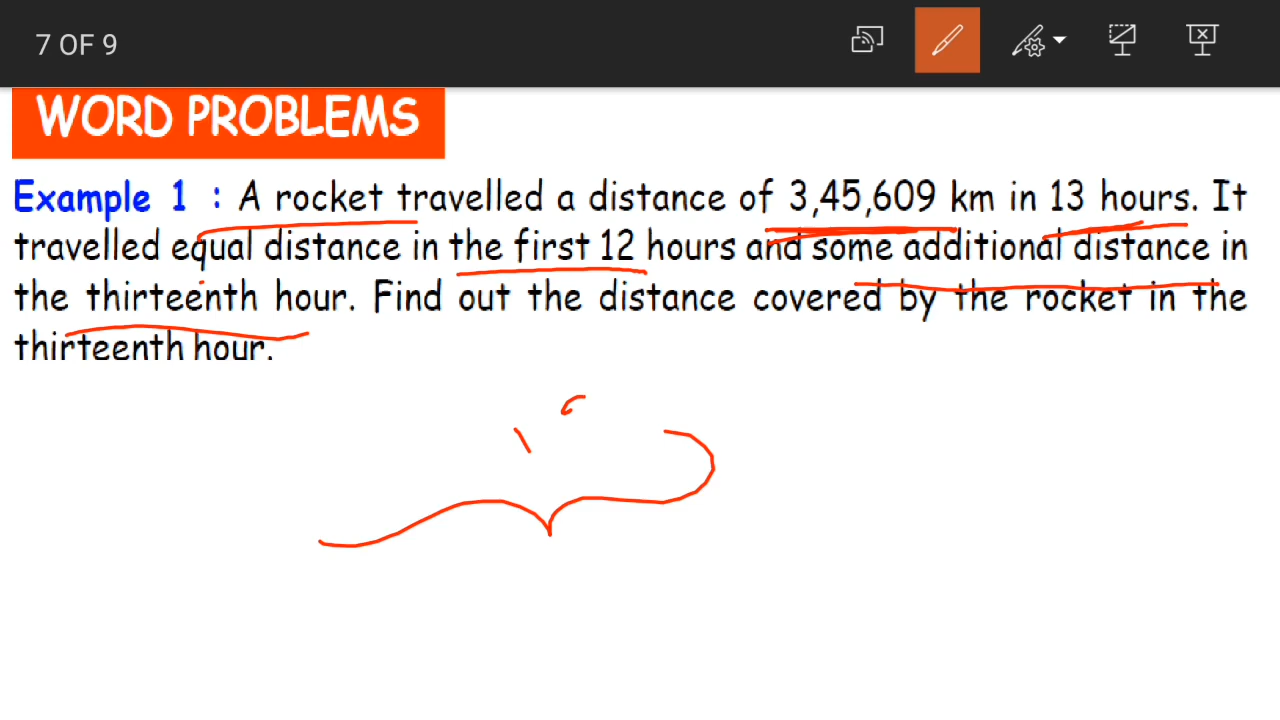 7 OF 9
WORD PROBLEMS
Example 1 : A rocket travelled a distance of 3,45,609 km in 13 hours. It
travelled equal distance in the first 12 hours and some additional distance in
the thirteenth hour. Find out the distance covered by the rocket in the
thirteenth hour.